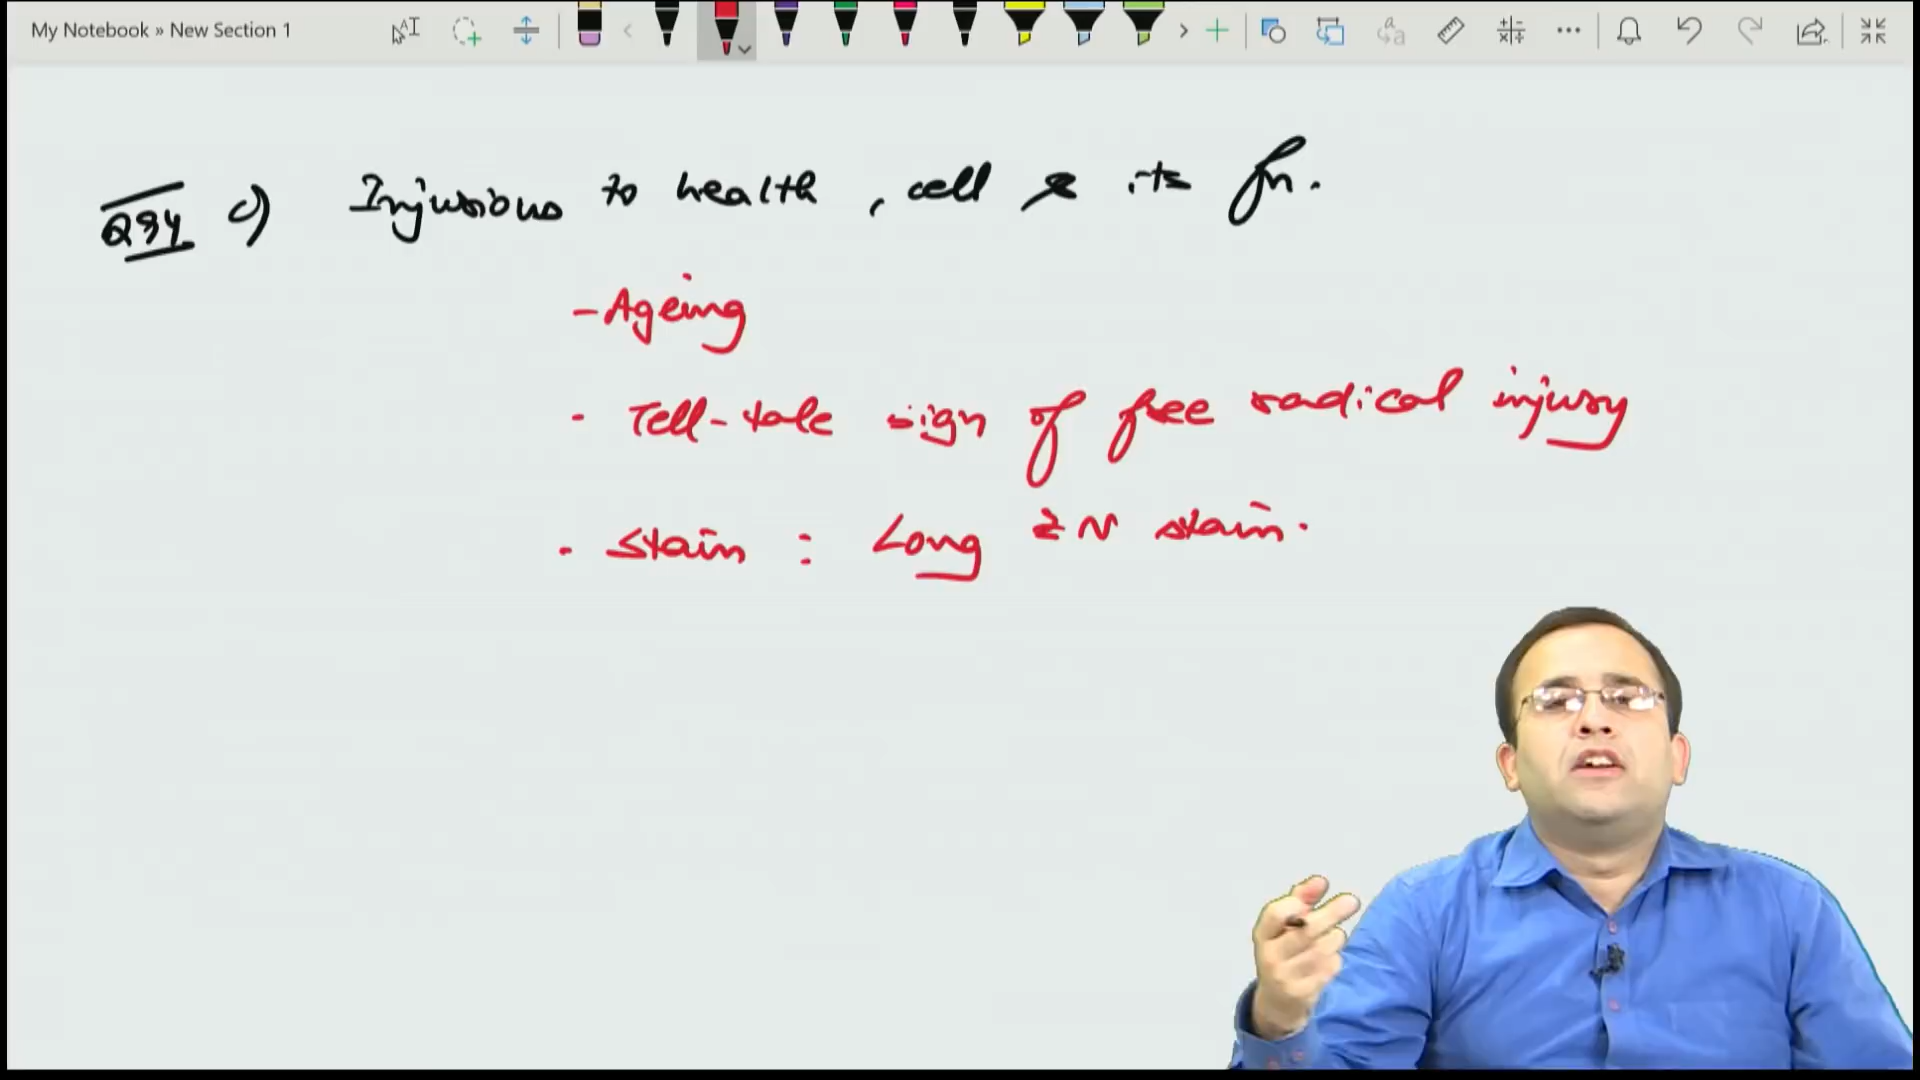 My Notebook » New Section 1
Q34 c) Injurious to health, cell & its fn.
- Ageing
- Tell-tale sign of free radical injury
- Stain : Long ZN stain.